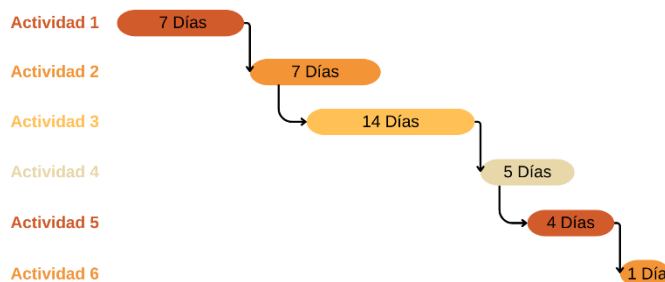 Actividad 1 7 Días
Actividad 2 7 Días
Actividad 3 14 Días
Actividad 4 5 Días
Actividad 5 4 Días
Actividad 6 1 Día